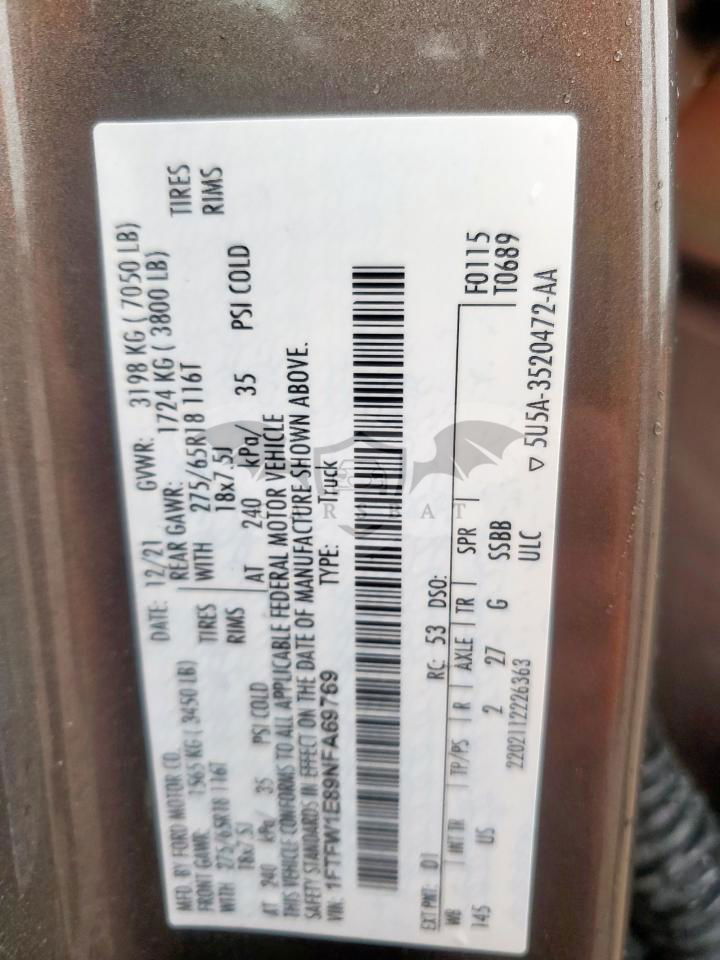 MFD. BY FORD MOTOR CO. DATE: 12/21 GVWR: 3198 KG ( 7050 LB)
FRONT GAWR: 1565 KG ( 3450 LB) REAR GAWR: 1724 KG ( 3800 LB)
WITH 275/65R18 116T TIRES WITH 275/65R18 116T TIRES
18x7.5J RIMS 18x7.5J RIMS
AT 240 kPa/ 35 PSI COLD AT 240 kPa/ 35 PSI COLD
THIS VEHICLE CONFORMS TO ALL APPLICABLE FEDERAL MOTOR VEHICLE
SAFETY STANDARDS IN EFFECT ON THE DATE OF MANUFACTURE SHOWN ABOVE.
VIN: 1FTFW1E89NFA69769 TYPE: Truck
RSBAT
EXT PNT: D1 RC: 53 DSO: F0115
WB INT TR TP/PS R AXLE TR SPR T0689
145 US 2 27 G SSBB
2202112226363 ULC ▽ 5U5A-3520472-AA